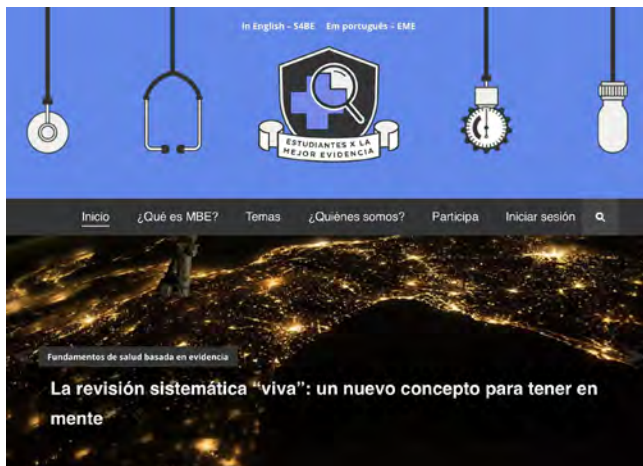 In English – S4BE Em português – EME
ESTUDIANTES X LA
MEJOR EVIDENCIA
Inicio ¿Qué es MBE? Temas ¿Quiénes somos? Participa Iniciar sesión
Fundamentos de salud basada en evidencia
La revisión sistemática “viva”: un nuevo concepto para tener en
mente